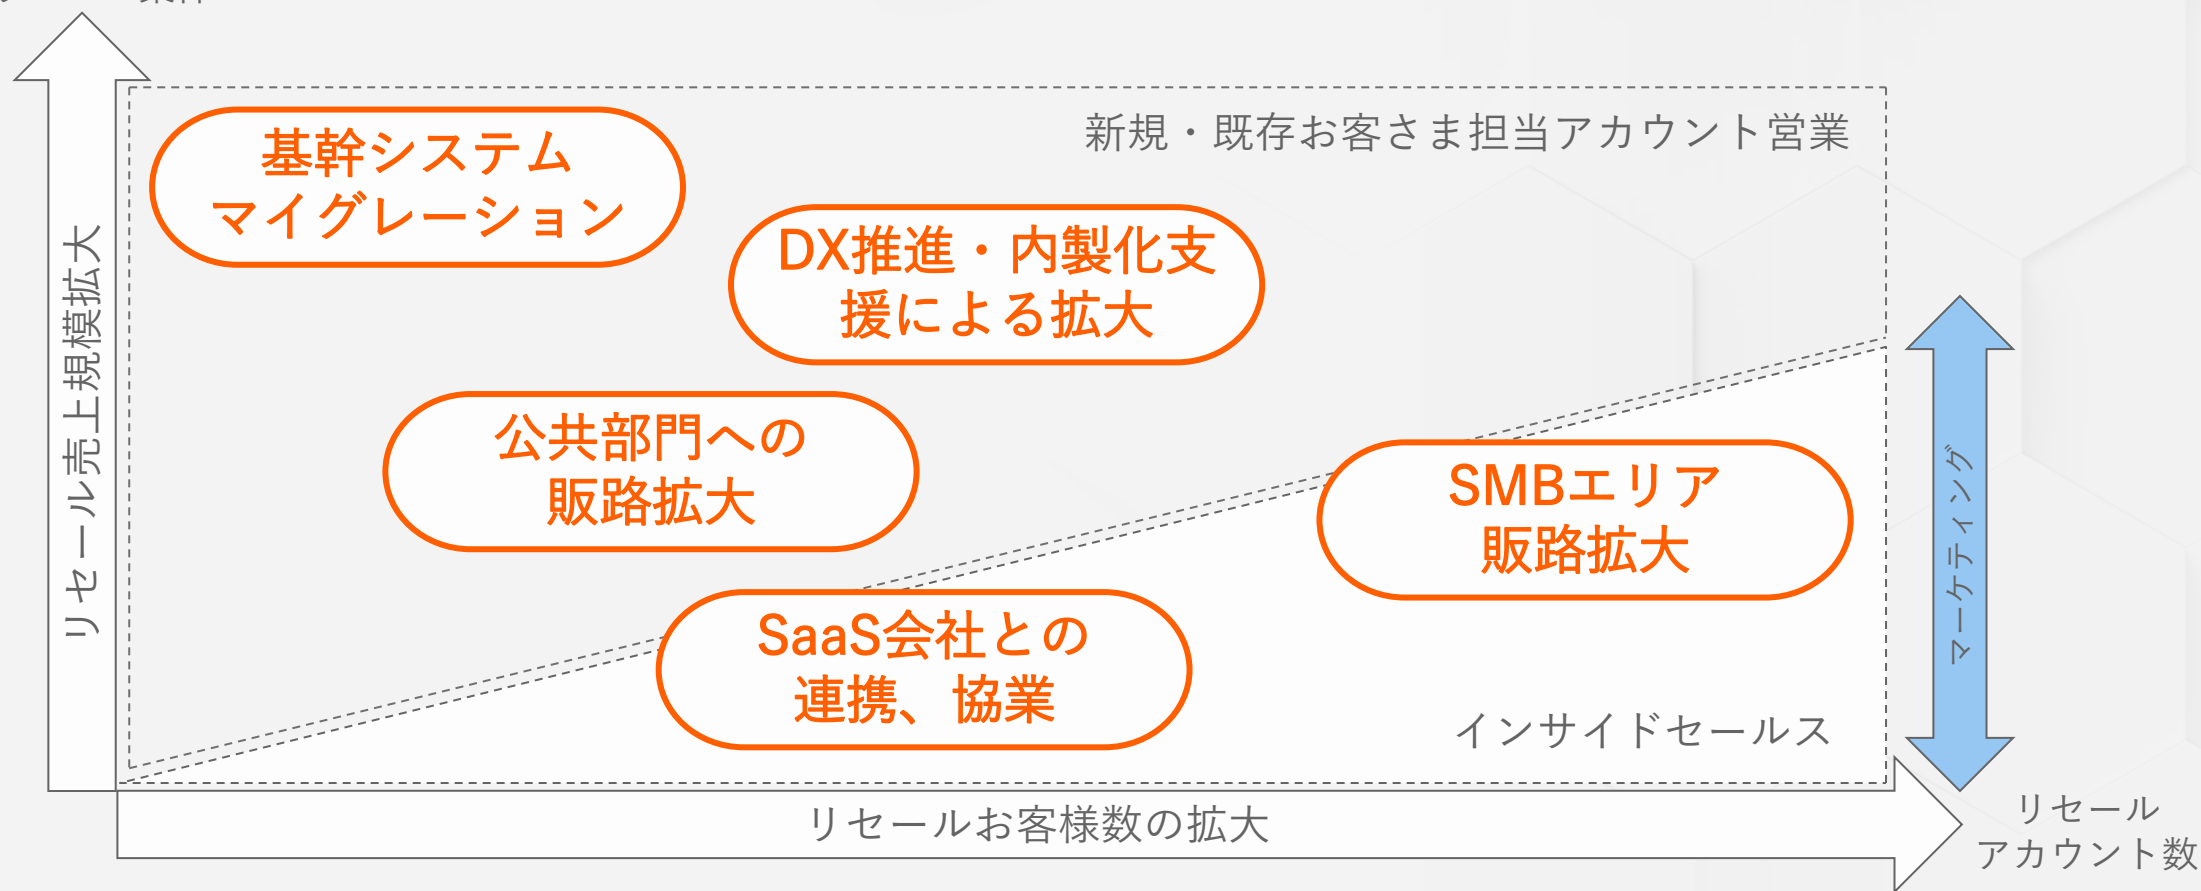 基幹システム
マイグレーション
新規・既存お客さま担当アカウント営業
DX推進・内製化支
援による拡大
リセール売上規模拡大
公共部門への
販路拡大
SMBエリア
販路拡大
マーケティング
SaaS会社との
連携、協業
インサイドセールス
リセールお客様数の拡大
リセール
アカウント数